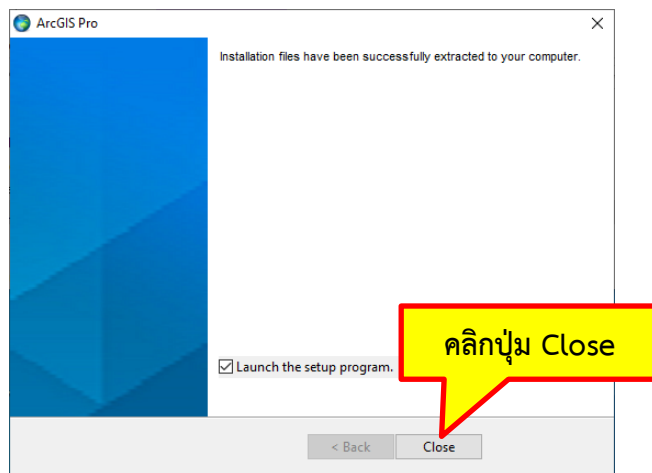 ArcGIS Pro
Installation files have been successfully extracted to your computer.
คลิกปุ่ม Close
Launch the setup program.
< Back
Close